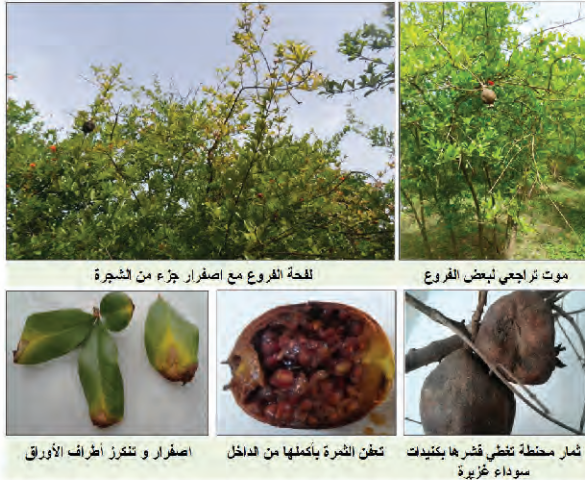 موت تراجعي لبعض الفروع
لفحة الفروع مع اصفرار جزء من الشجرة
ثمار محنطة تغطي قشرها بكنيدات
سوداء غزيرة
تعفن الثمرة بأكملها من الداخل
اصفرار و تنكرز أطراف الأوراق